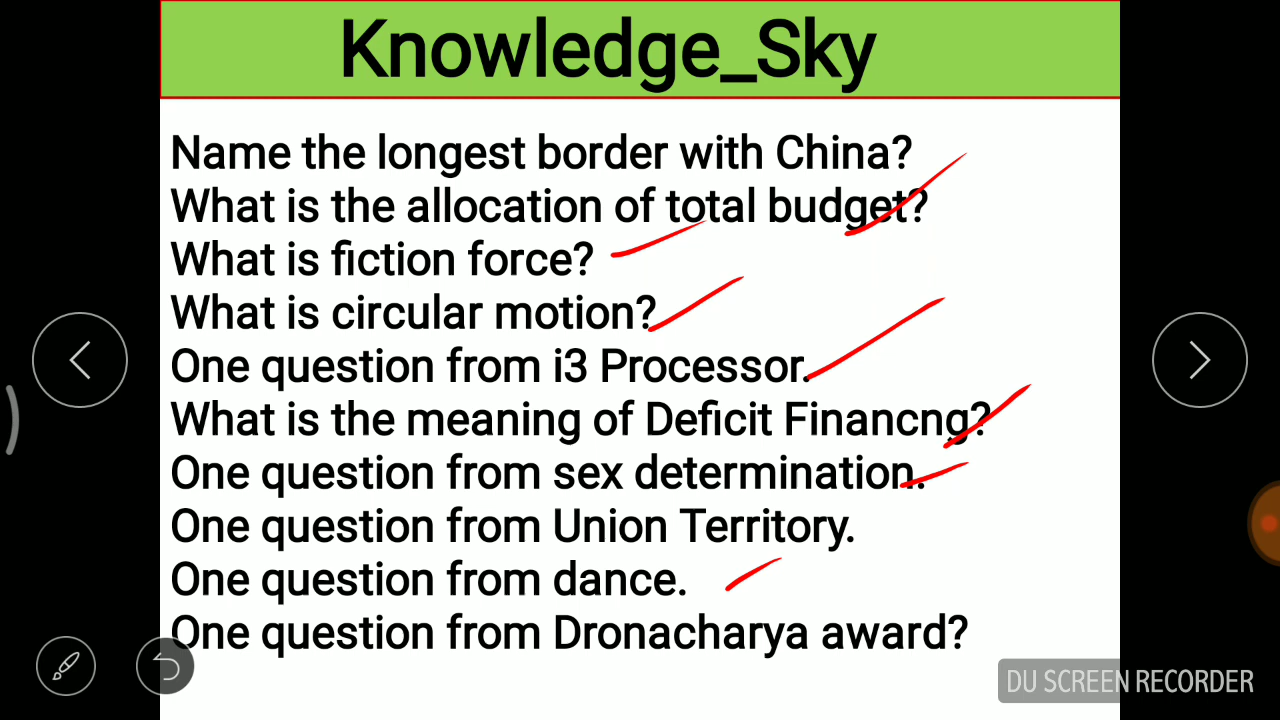 Knowledge_Sky
Name the longest border with China?
What is the allocation of total budget?
What is fiction force?
What is circular motion?
One question from i3 Processor.
What is the meaning of Deficit Financng?
One question from sex determination.
One question from Union Territory.
One question from dance.
One question from Dronacharya award?
DU SCREEN RECORDER